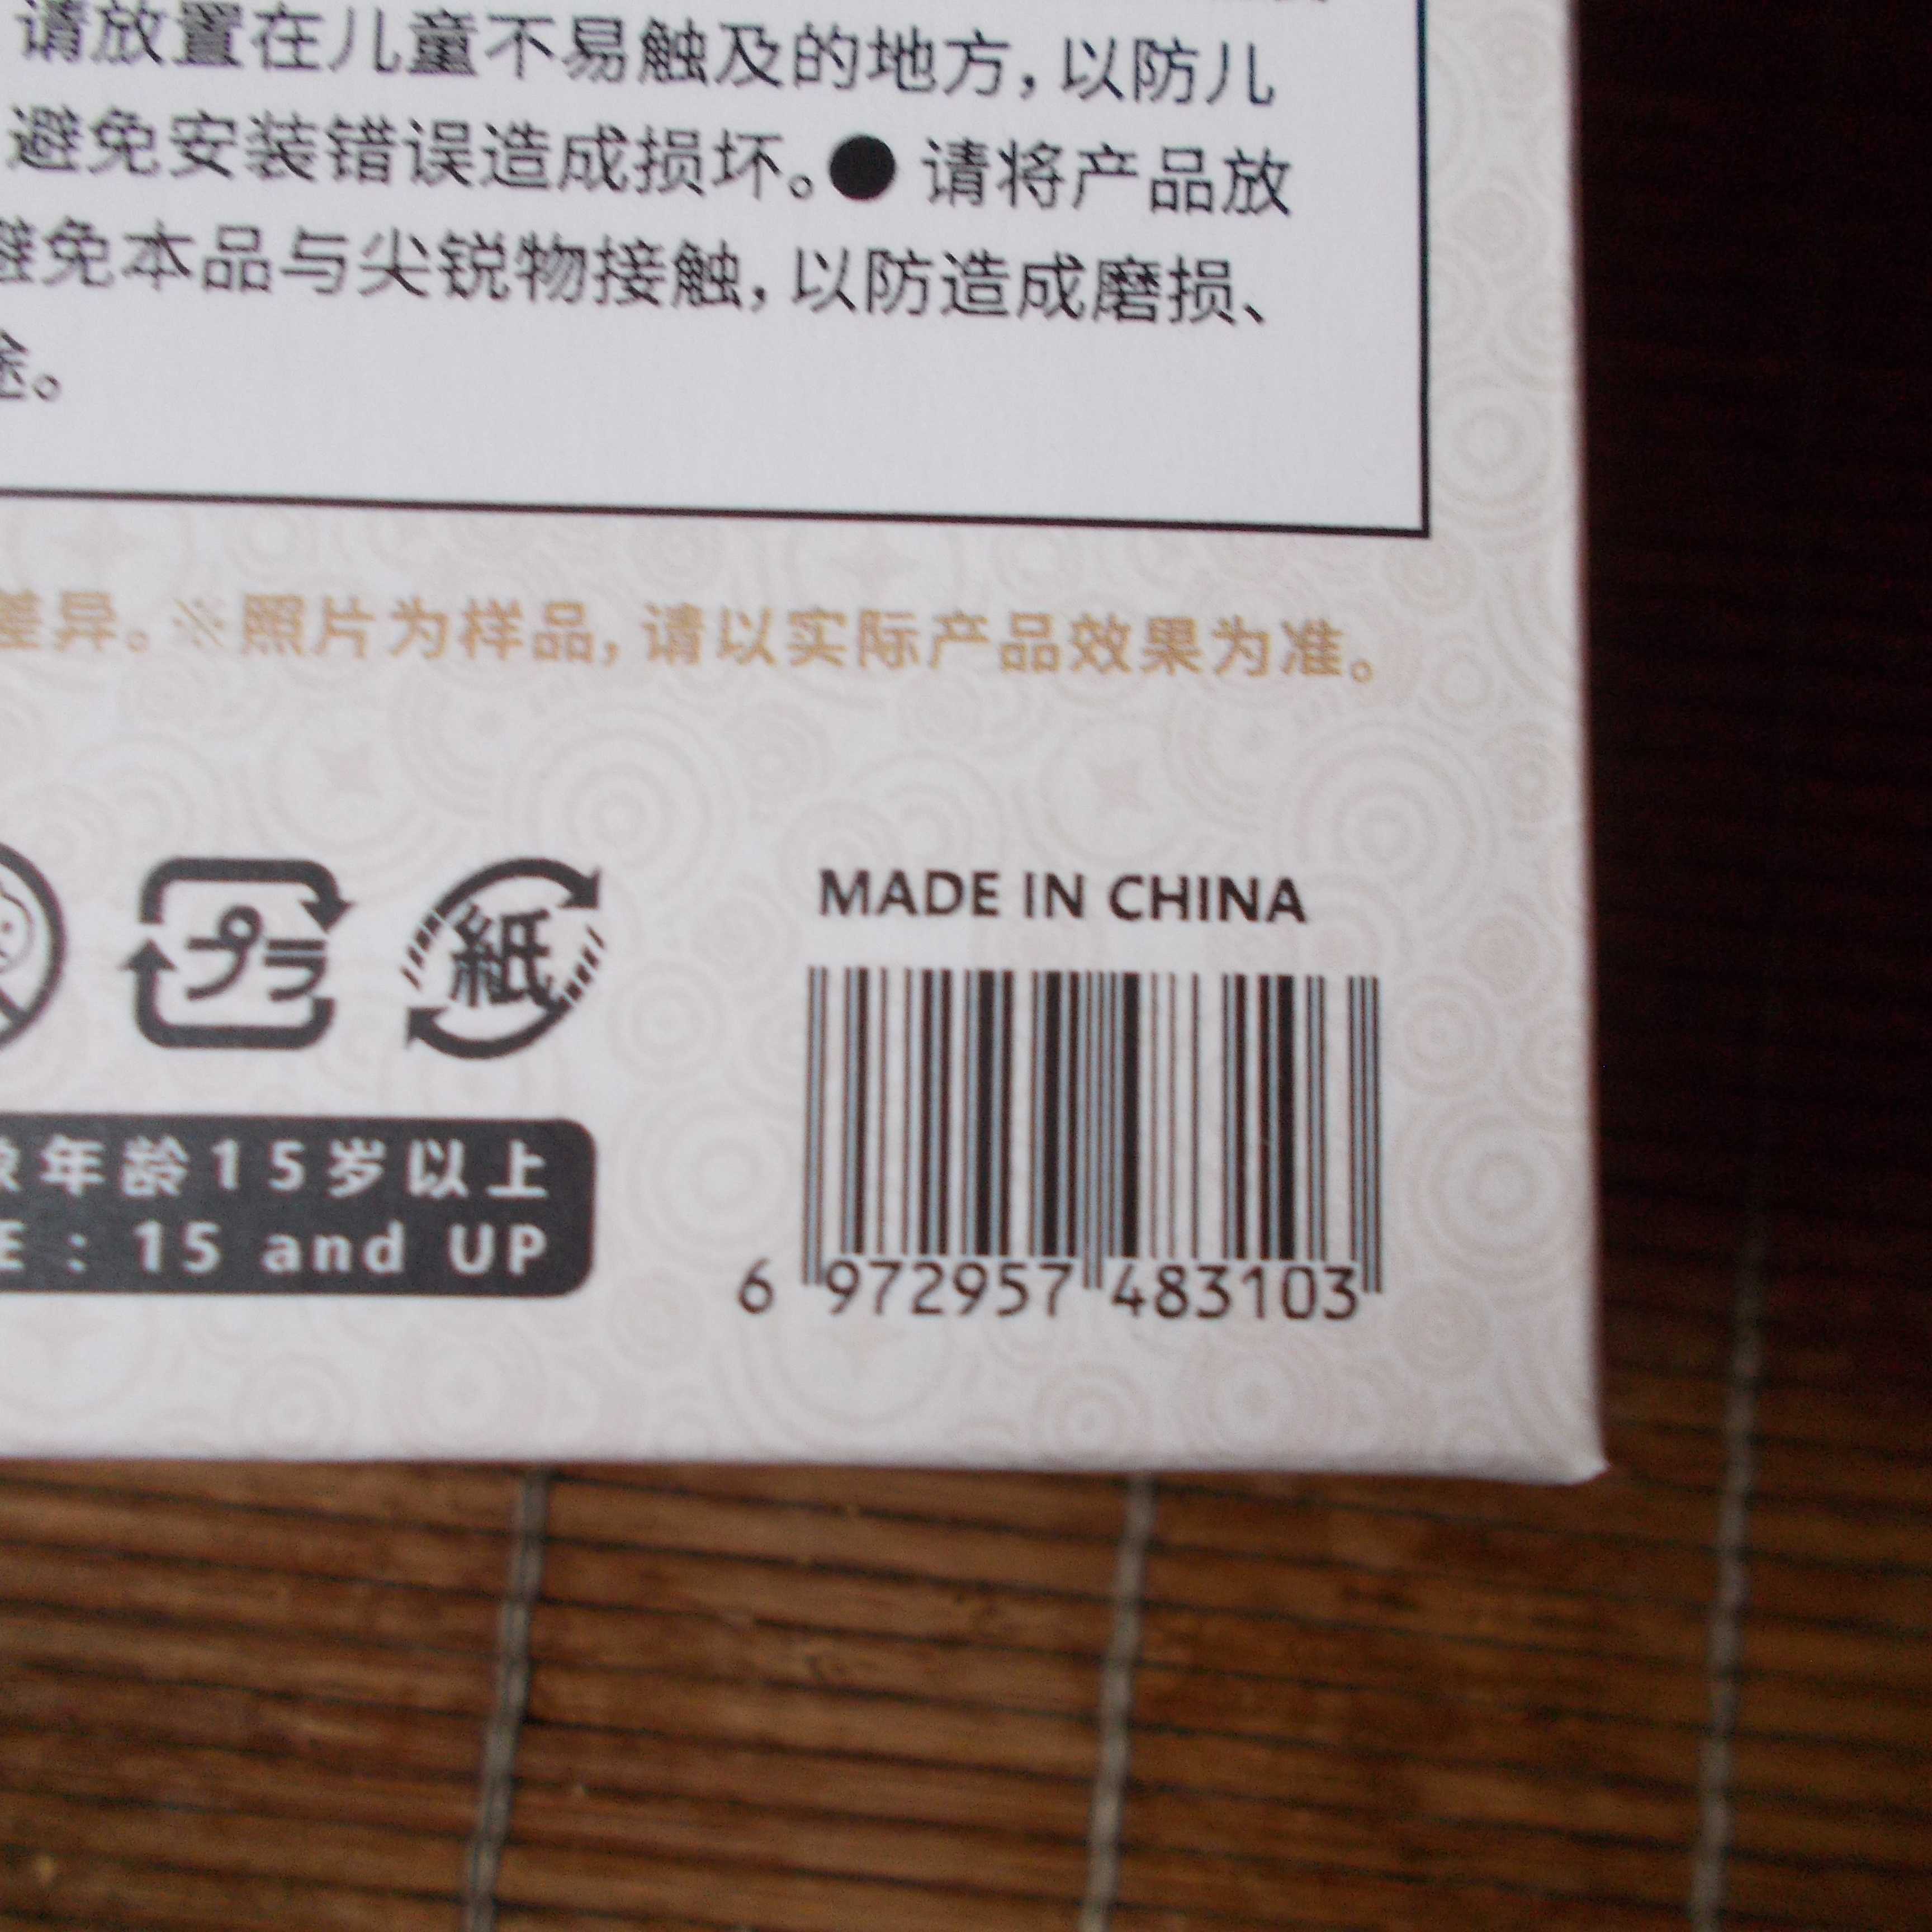 请放置在儿童不易触及的地方，以防儿
避免安装错误造成损坏。● 请将产品放
避免本品与尖锐物接触，以防造成磨损、
途。
差异。※照片为样品，请以实际产品效果为准。
プラ
紙
MADE IN CHINA
年龄15岁以上
E : 15 and UP
6 972957 483103